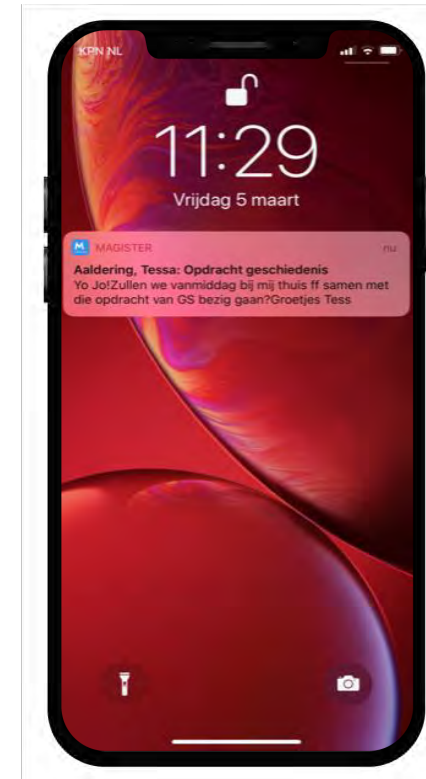 KPN NL
11:29
Vrijdag 5 maart
M MAGISTER nu
Aaldering, Tessa: Opdracht geschiedenis
Yo Jo!Zullen we vanmiddag bij mij thuis ff samen met
die opdracht van GS bezig gaan?Groetjes Tess